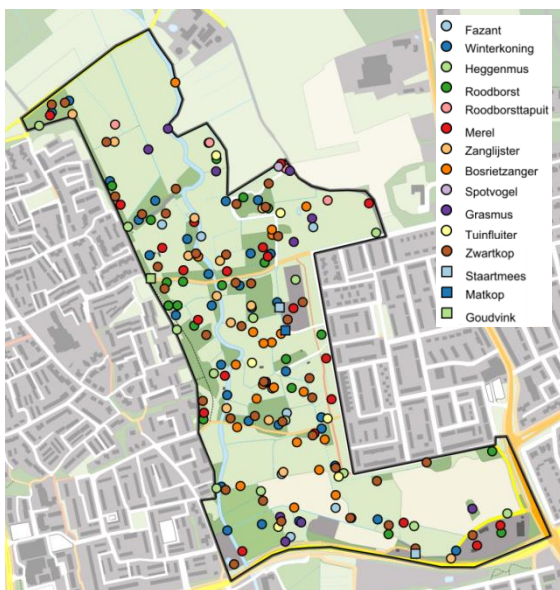 Fazant
Winterkoning
Heggenmus
Roodborst
Roodborsttapuit
Merel
Zanglijster
Bosrietzanger
Spotvogel
Grasmus
Tuinfluiter
Zwartkop
Staartmees
Matkop
Goudvink